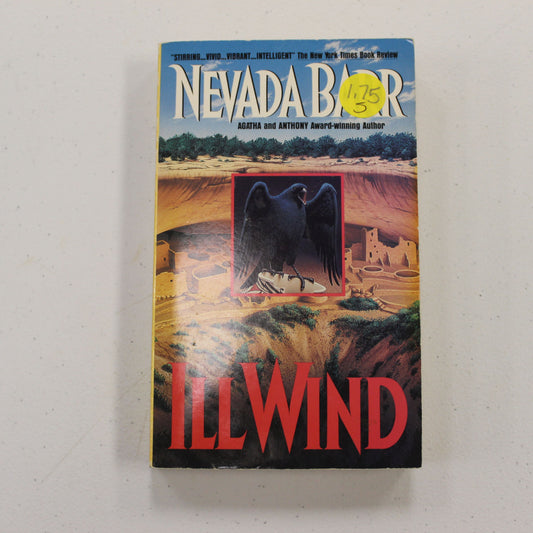 "STIRRING...VIVID...VIBRANT...INTELLIGENT" The New York Times Book Review
NEVADA BARR
1.75
5
AGATHA and ANTHONY Award-winning Author
ILL WIND